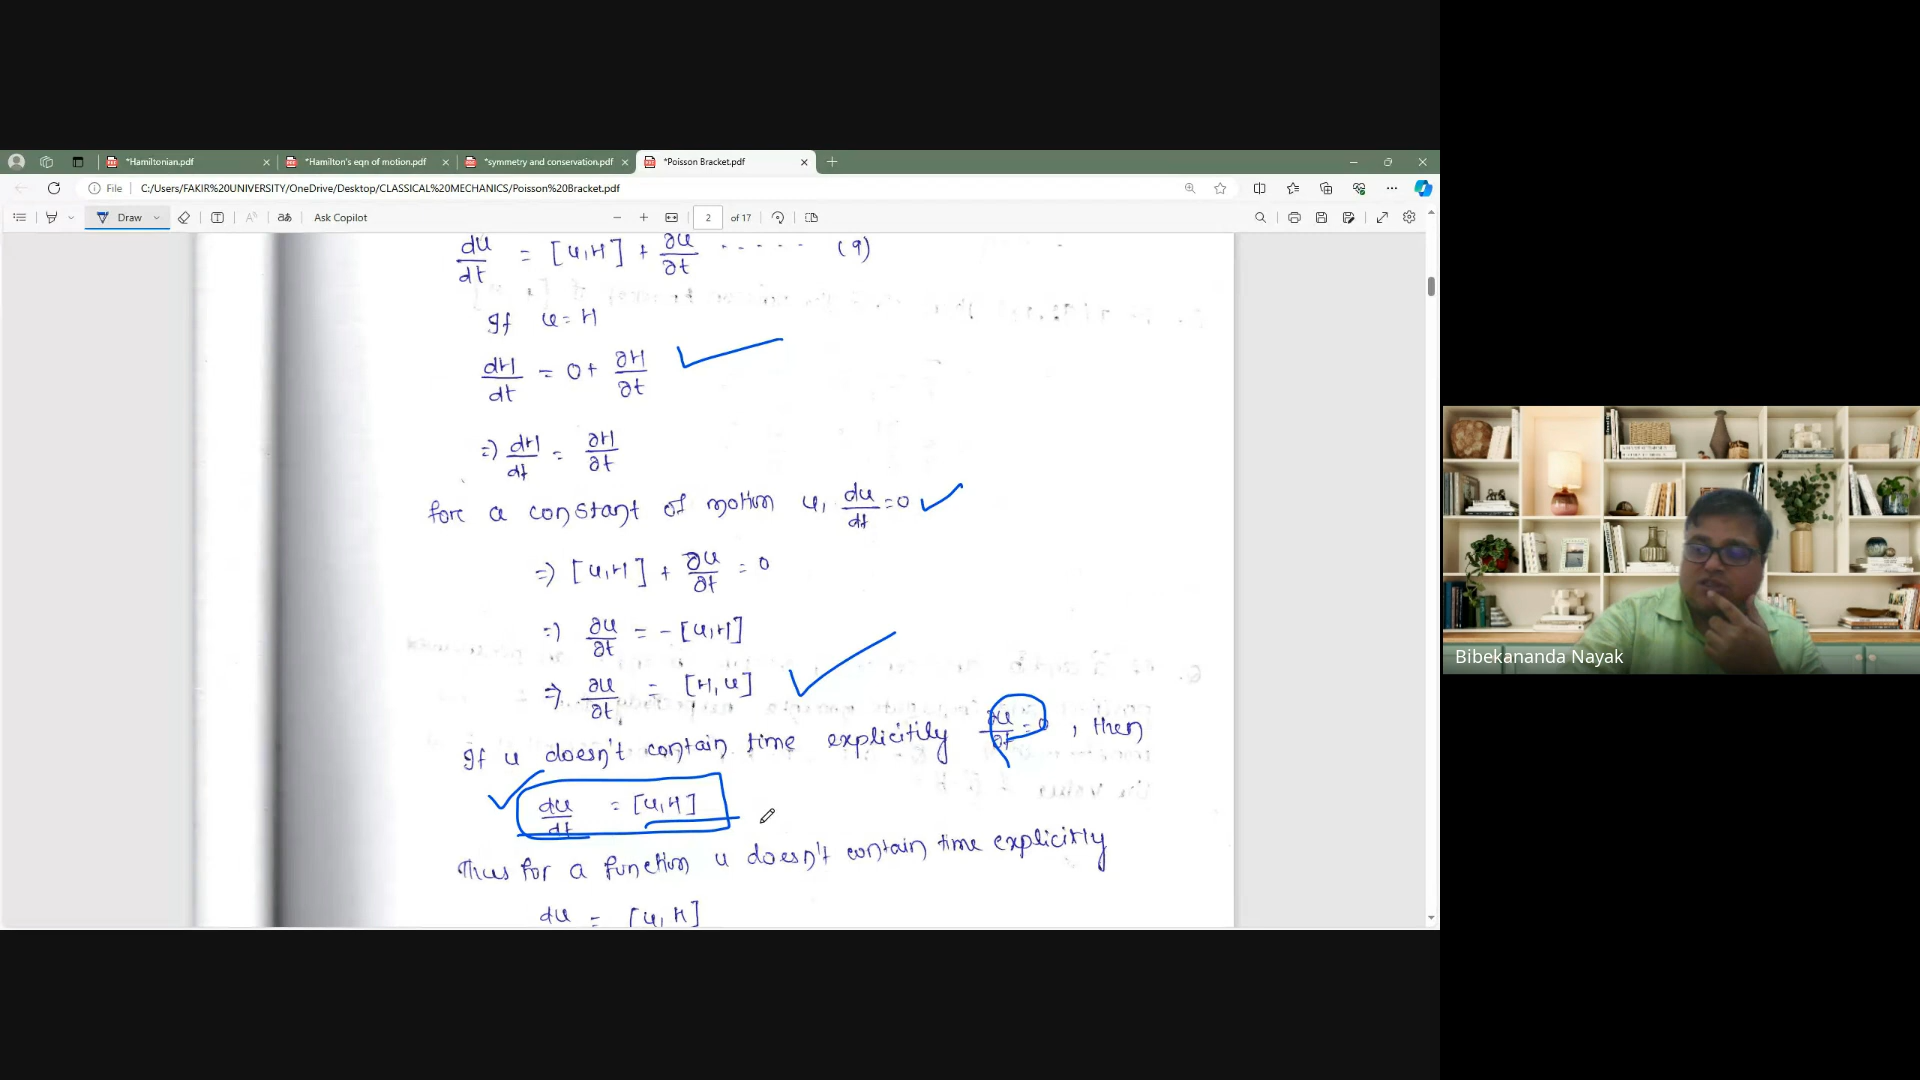 *Hamiltonian.pdf
*Hamilton's eqn of motion.pdf
*symmetry and conservation.pdf
*Poisson Bracket.pdf
File
C:/Users/FAKIR%20UNIVERSITY/OneDrive/Desktop/CLASSICAL%20MECHANICS/Poisson%20Bracket.pdf
Draw
Ask Copilot
2 of 17
du/dt = [u,H] + ∂u/∂t ------ (9)
If u = H
dH/dt = 0 + ∂H/∂t
=) dH/dt = ∂H/∂t
for a constant of motion u, du/dt = 0
=) [u,H] + ∂u/∂t = 0
=) ∂u/∂t = - [u,H]
=) ∂u/∂t = [H,u]
If u doesn't contain time explicitily ∂u/∂t = 0, then
du/dt = [u,H]
Thus for a function u doesn't contain time explicitly
du = [u,H]
Bibekananda Nayak